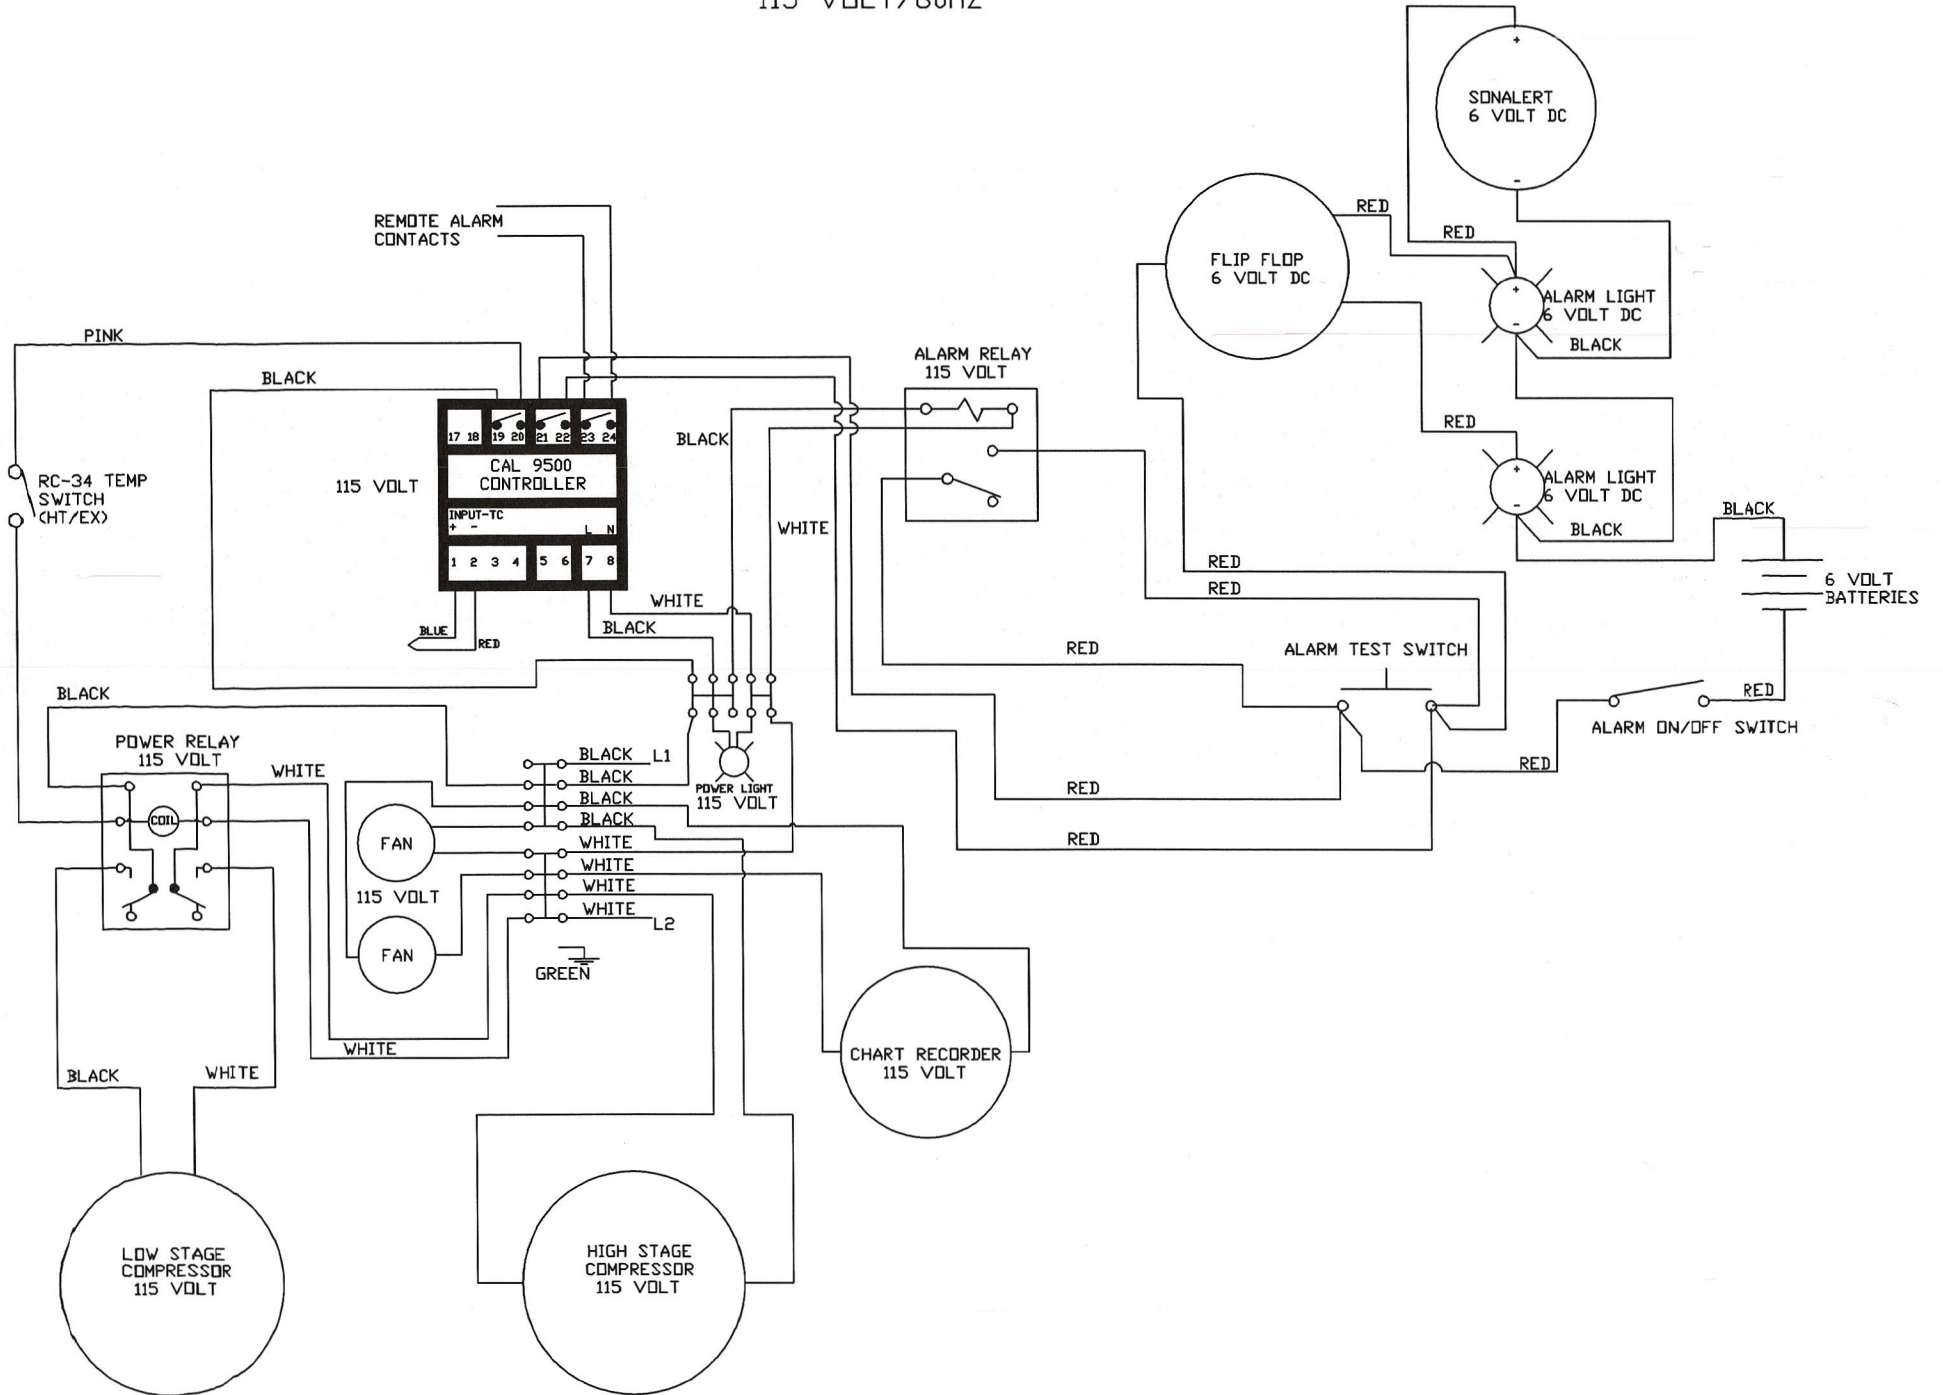 115 VOLT/60HZ
+
SONALERT
6 VOLT DC
-
RED
REMOTE ALARM
CONTACTS
RED
FLIP FLOP
6 VOLT DC
+
ALARM LIGHT
6 VOLT DC
-
BLACK
PINK
BLACK
ALARM RELAY
115 VOLT
RED
17 18 19 20 21 22 23 24
BLACK
CAL 9500
CONTROLLER
115 VOLT
RC-34 TEMP
SWITCH
(HT/EX)
+
ALARM LIGHT
6 VOLT DC
-
BLACK
BLACK
INPUT-TC
+ -
L N
WHITE
1 2 3 4 5 6 7 8
RED
RED
6 VOLT
BATTERIES
WHITE
BLACK
BLUE
RED
RED
ALARM TEST SWITCH
BLACK
RED
ALARM ON/OFF SWITCH
POWER RELAY
115 VOLT
WHITE
BLACK L1
BLACK
BLACK
BLACK
WHITE
WHITE
WHITE
WHITE
L2
POWER LIGHT
115 VOLT
RED
RED
COIL
FAN
RED
115 VOLT
FAN
GREEN
WHITE
BLACK
WHITE
CHART RECORDER
115 VOLT
LOW STAGE
COMPRESSOR
115 VOLT
HIGH STAGE
COMPRESSOR
115 VOLT